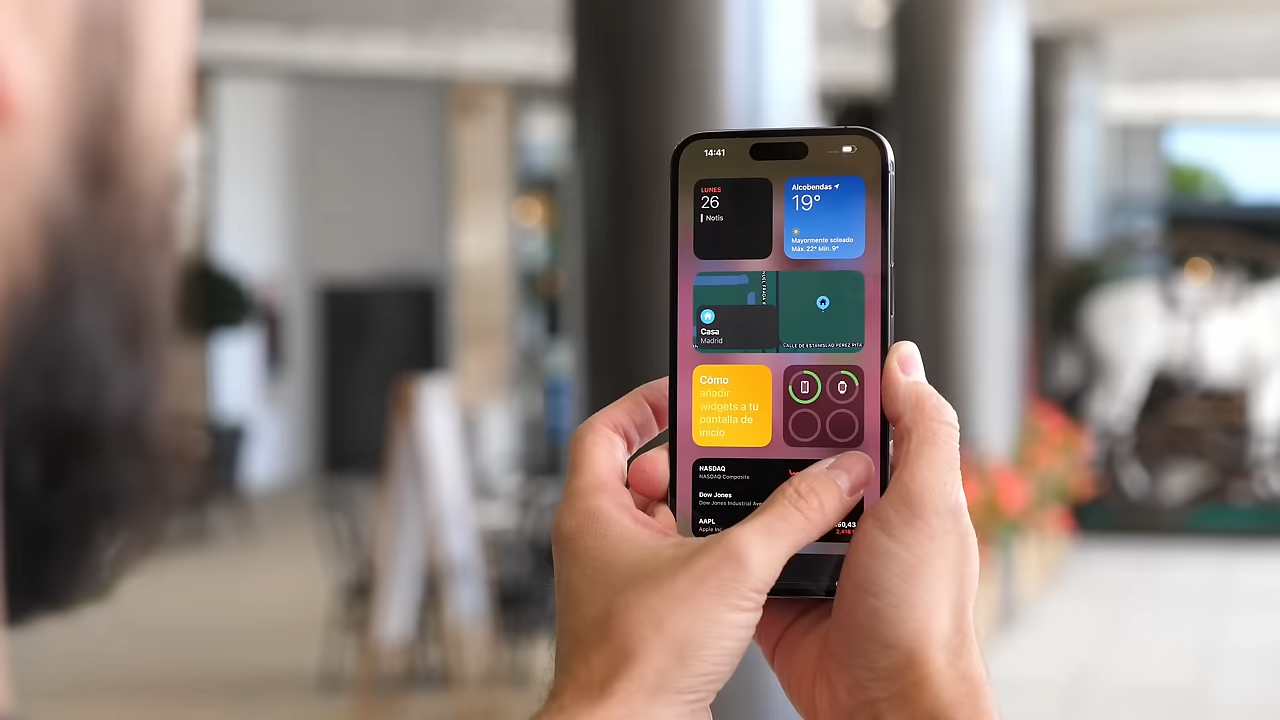 14:41
LUNES
26
Notis
Alcobendas
19°
Mayormente soleado
Máx. 22° Mín. 9°
Casa
Madrid
CALLE DE ESTANISLAO PÉREZ PITA
Cómo
añadir
widgets a tu
pantalla de
inicio
NASDAQ
NASDAQ Composite
Dow Jones
Dow Jones Industrial Ave
AAPL
Apple Inc.